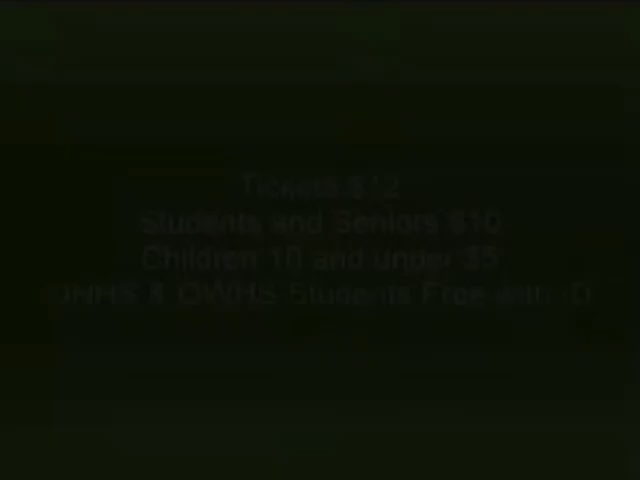 Tickets $12
Students and Seniors $10
Children 10 and under $5
& Students Free with ID